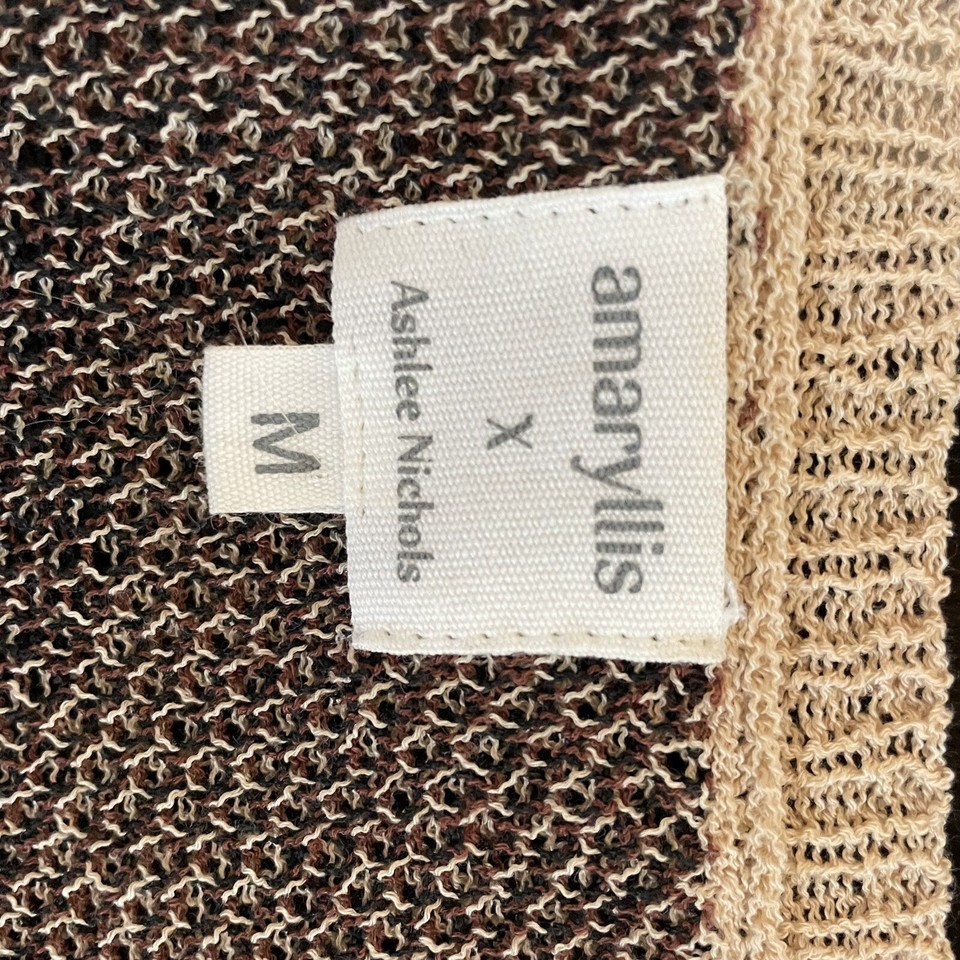 amaryllis
X
Ashlee Nichols
M